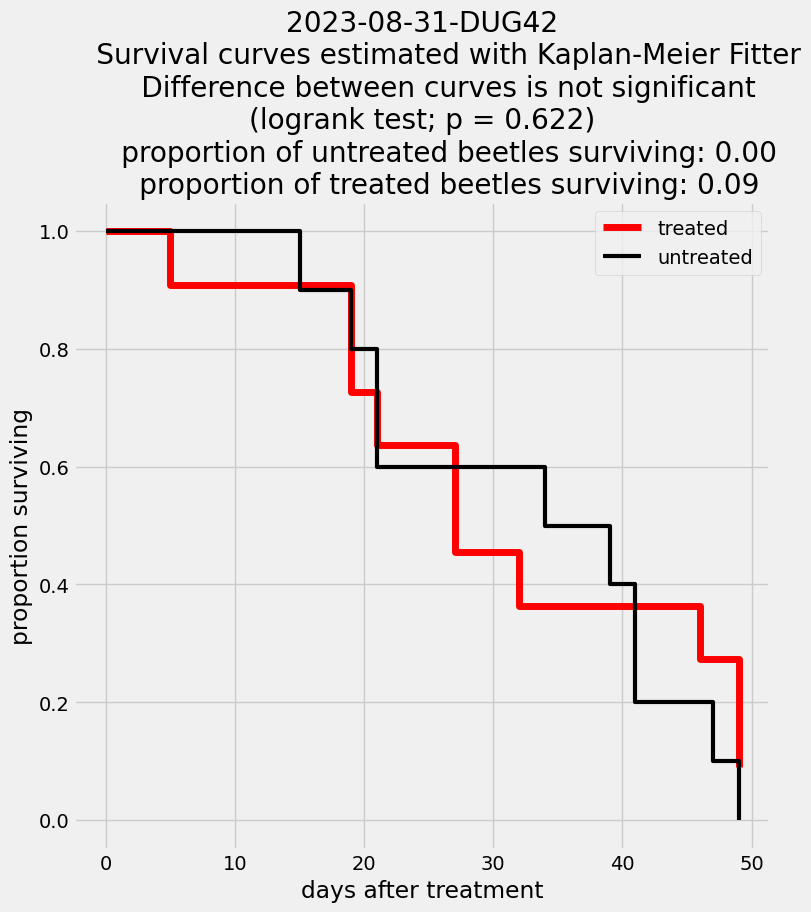 2023-08-31-DUG42
Survival curves estimated with Kaplan-Meier Fitter
Difference between curves is not significant
(logrank test; p = 0.622)
proportion of untreated beetles surviving: 0.00
proportion of treated beetles surviving: 0.09
treated
untreated
1.0
0.8
0.6
0.4
0.2
0.0
proportion surviving
0 10 20 30 40 50
days after treatment